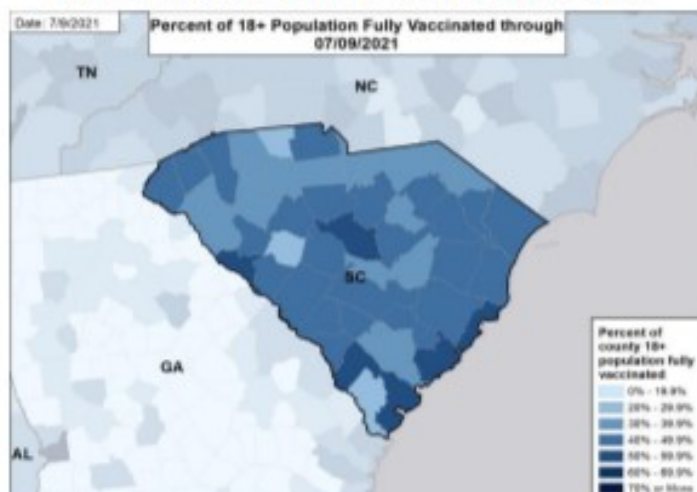 Date: 7/9/2021
Percent of 18+ Population Fully Vaccinated through
07/09/2021
TN
NC
SC
GA
AL
Percent of
county 18+
population fully
vaccinated
0% - 19.9%
20% - 29.9%
30% - 39.9%
40% - 49.9%
50% - 59.9%
60% - 69.9%
70% or More